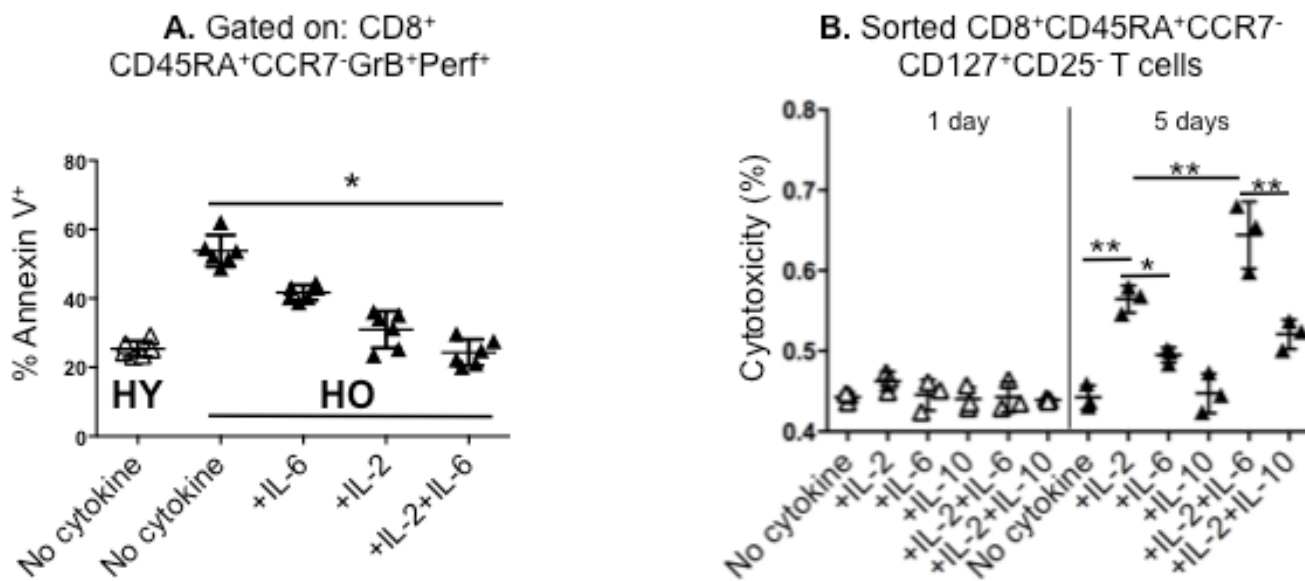 A. Gated on: CD8⁺
CD45RA⁺CCR7⁻GrB⁺Perf⁺
% Annexin V⁺
80
60
40
20
0
*
HY
HO
No cytokine
No cytokine
+IL-6
+IL-2
+IL-2+IL-6
B. Sorted CD8⁺CD45RA⁺CCR7⁻
CD127⁺CD25⁻ T cells
Cytotoxicity (%)
0.8
0.7
0.6
0.5
0.4
1 day
5 days
**
**
**
*
No cytokine
+IL-2
+IL-6
+IL-10
+IL-2+IL-6
+IL-2+IL-10
No cytokine
+IL-2
+IL-6
+IL-10
+IL-2+IL-6
+IL-2+IL-10